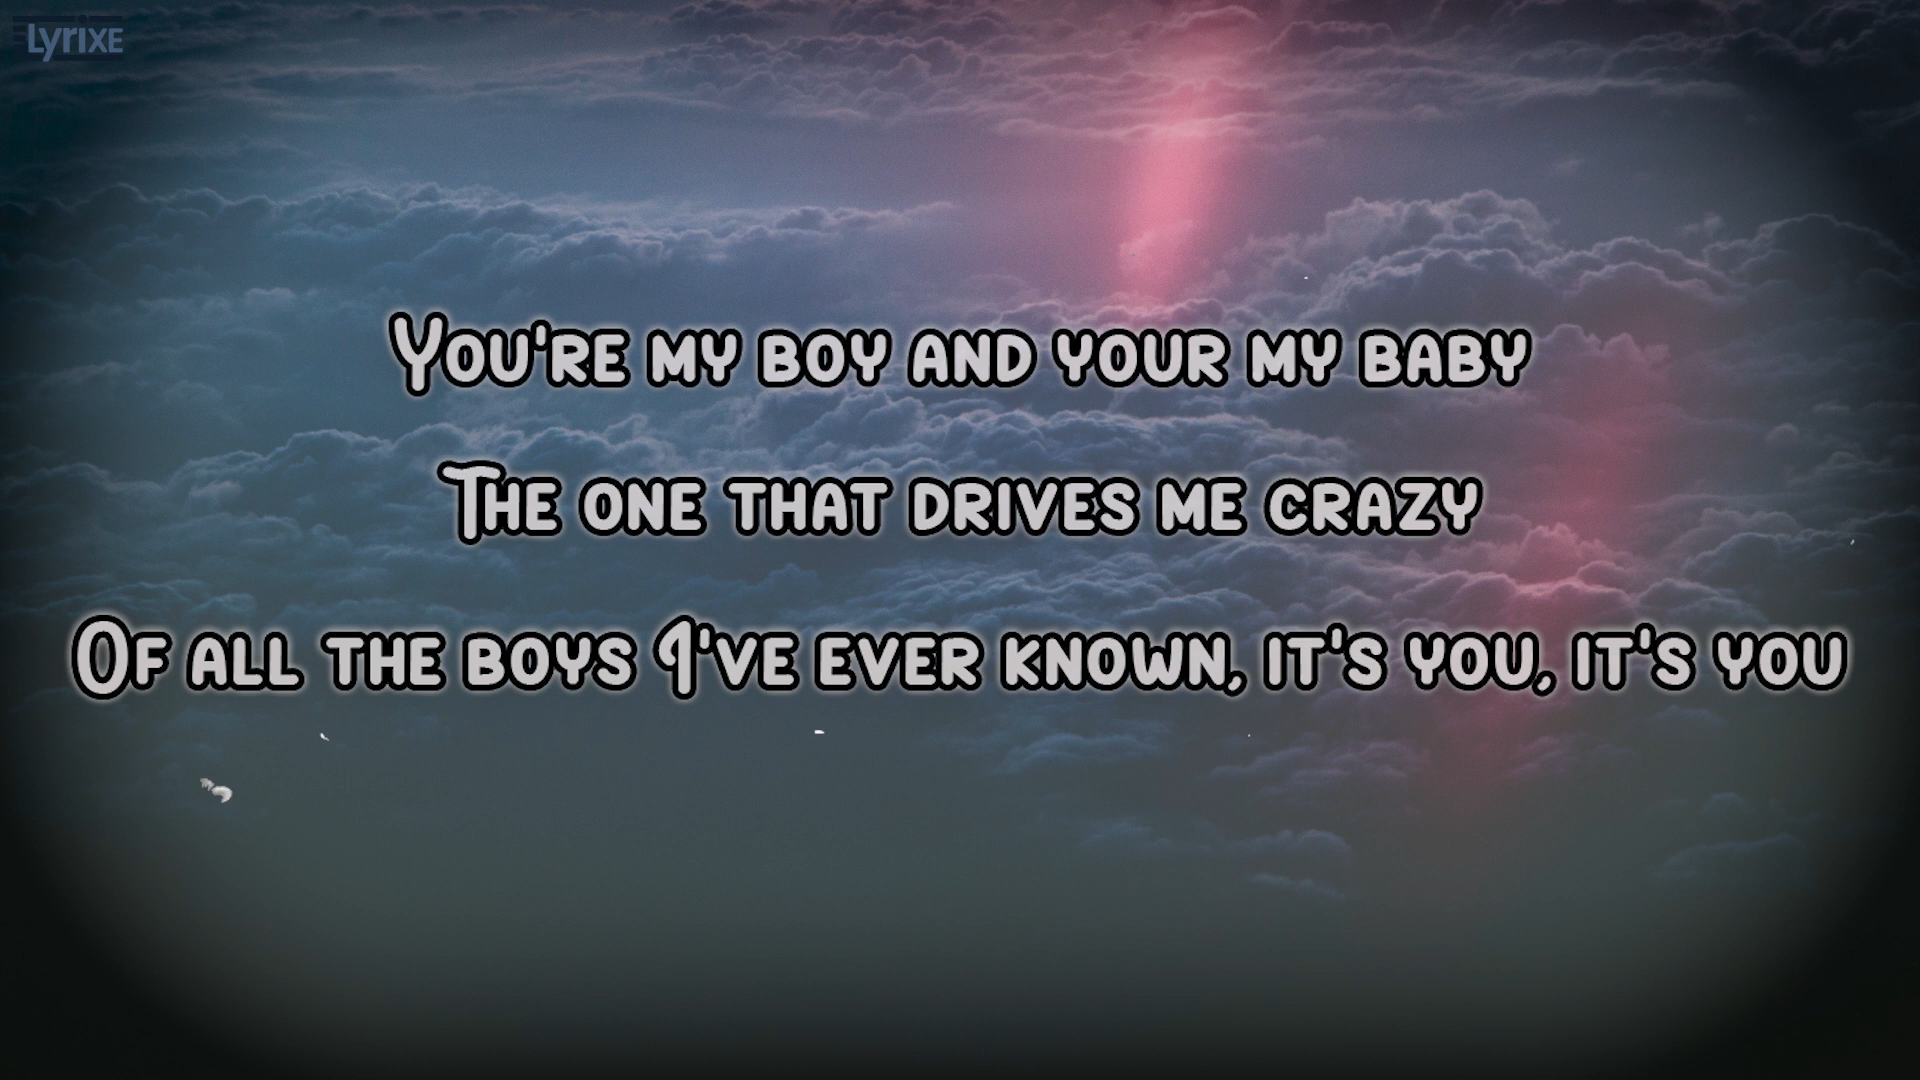 Lyrixe
You're my boy and your my baby
The one that drives me crazy
Of all the boys I've ever known, it's you, it's you